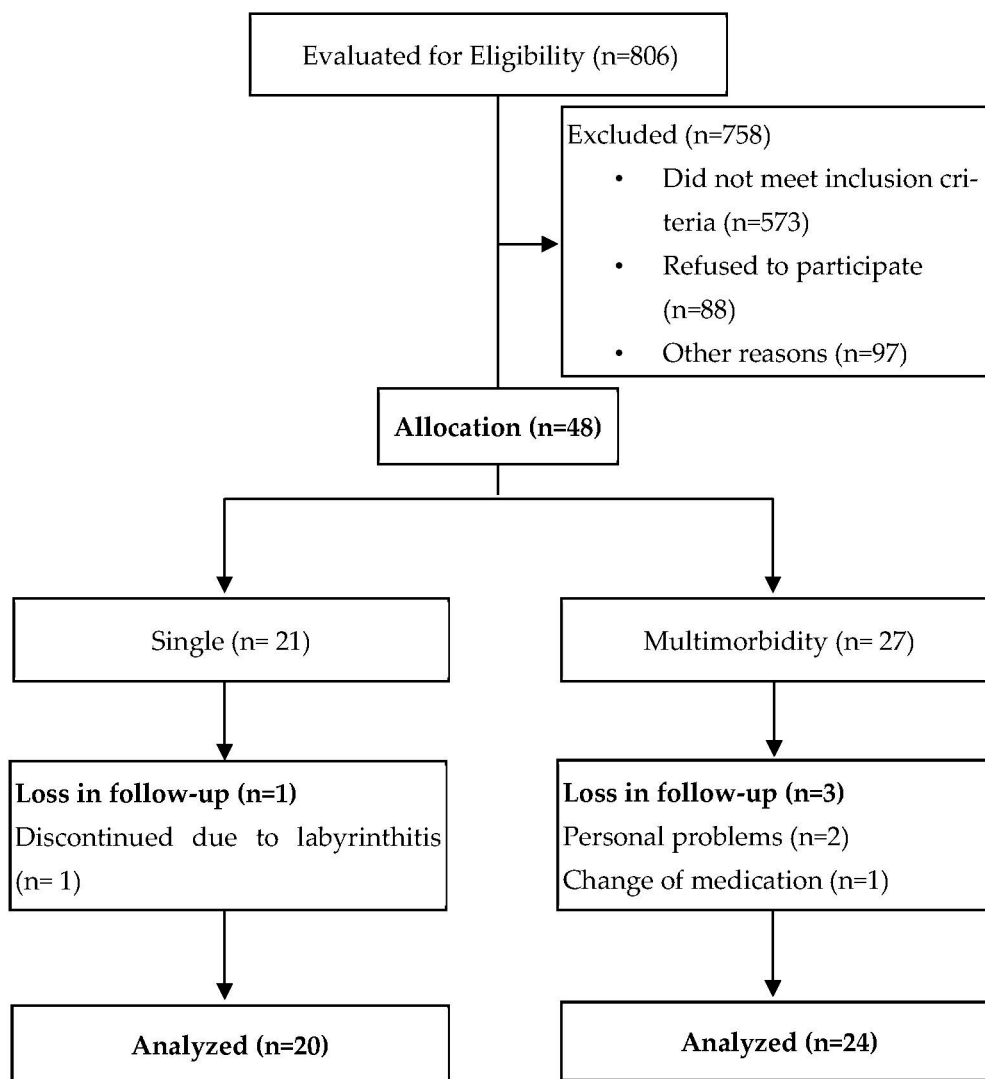 Evaluated for Eligibility (n=806)
Excluded (n=758)
• Did not meet inclusion cri-
teria (n=573)
• Refused to participate
(n=88)
• Other reasons (n=97)
Allocation (n=48)
Single (n= 21)
Multimorbidity (n= 27)
Loss in follow-up (n=1)
Discontinued due to labyrinthitis
(n= 1)
Loss in follow-up (n=3)
Personal problems (n=2)
Change of medication (n=1)
Analyzed (n=20)
Analyzed (n=24)